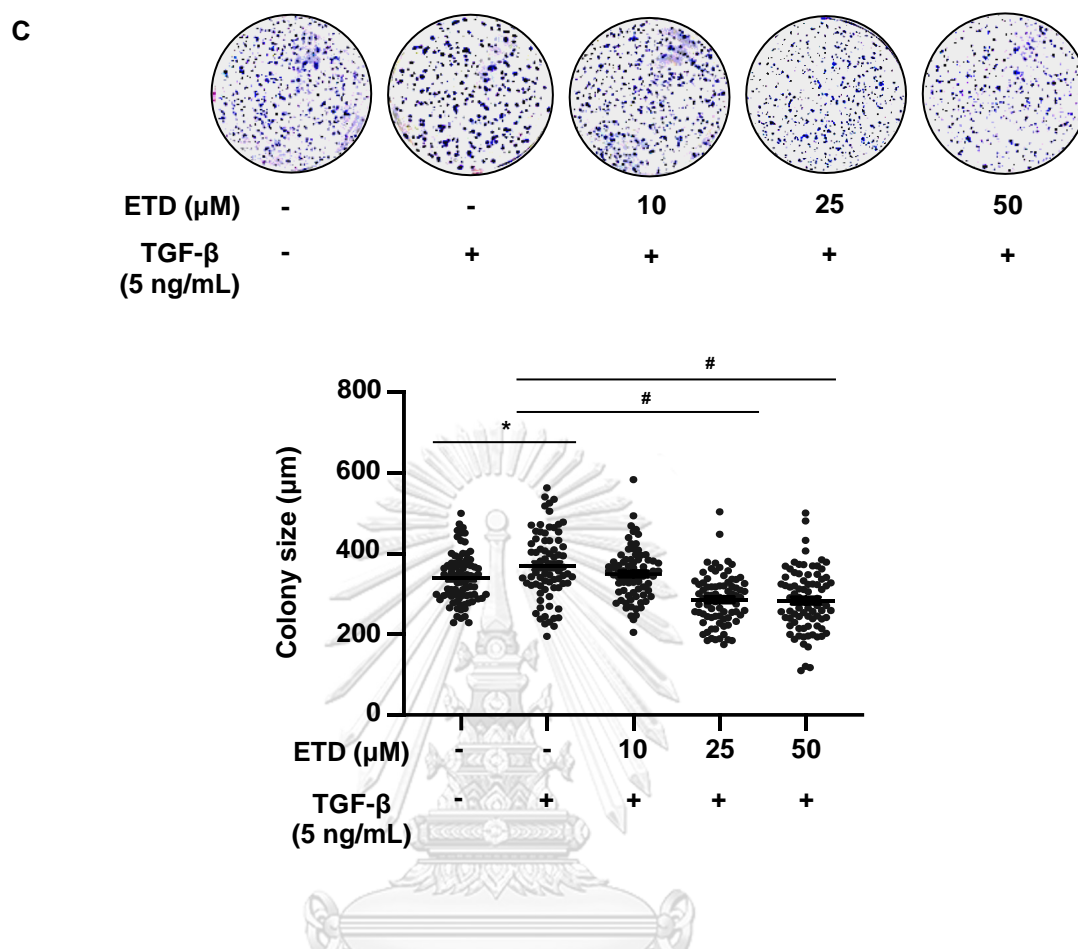 C
ETD (µM) - - 10 25 50
TGF-β - + + + +
(5 ng/mL)
#
#
*
800
600
400
200
0
Colony size (µm)
ETD (µM) - - 10 25 50
TGF-β - + + + +
(5 ng/mL)